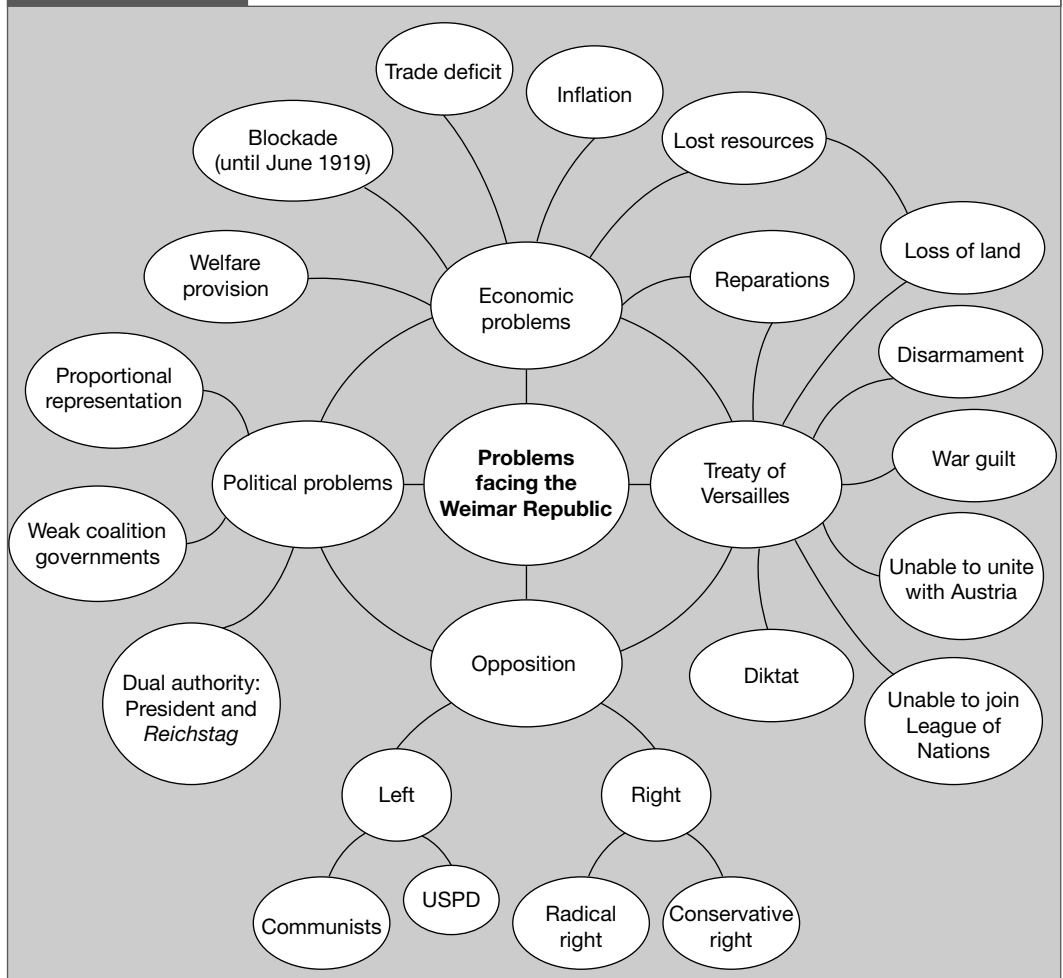 Trade deficit
Inflation
Blockade
(until June 1919)
Lost resources
Welfare
provision
Economic
problems
Reparations
Loss of land
Disarmament
Proportional
representation
Political problems
Problems
facing the
Weimar Republic
Treaty of
Versailles
War guilt
Weak coalition
governments
Unable to unite
with Austria
Dual authority:
President and
Reichstag
Opposition
Diktat
Unable to join
League of
Nations
Left
Right
Communists
USPD
Radical
right
Conservative
right